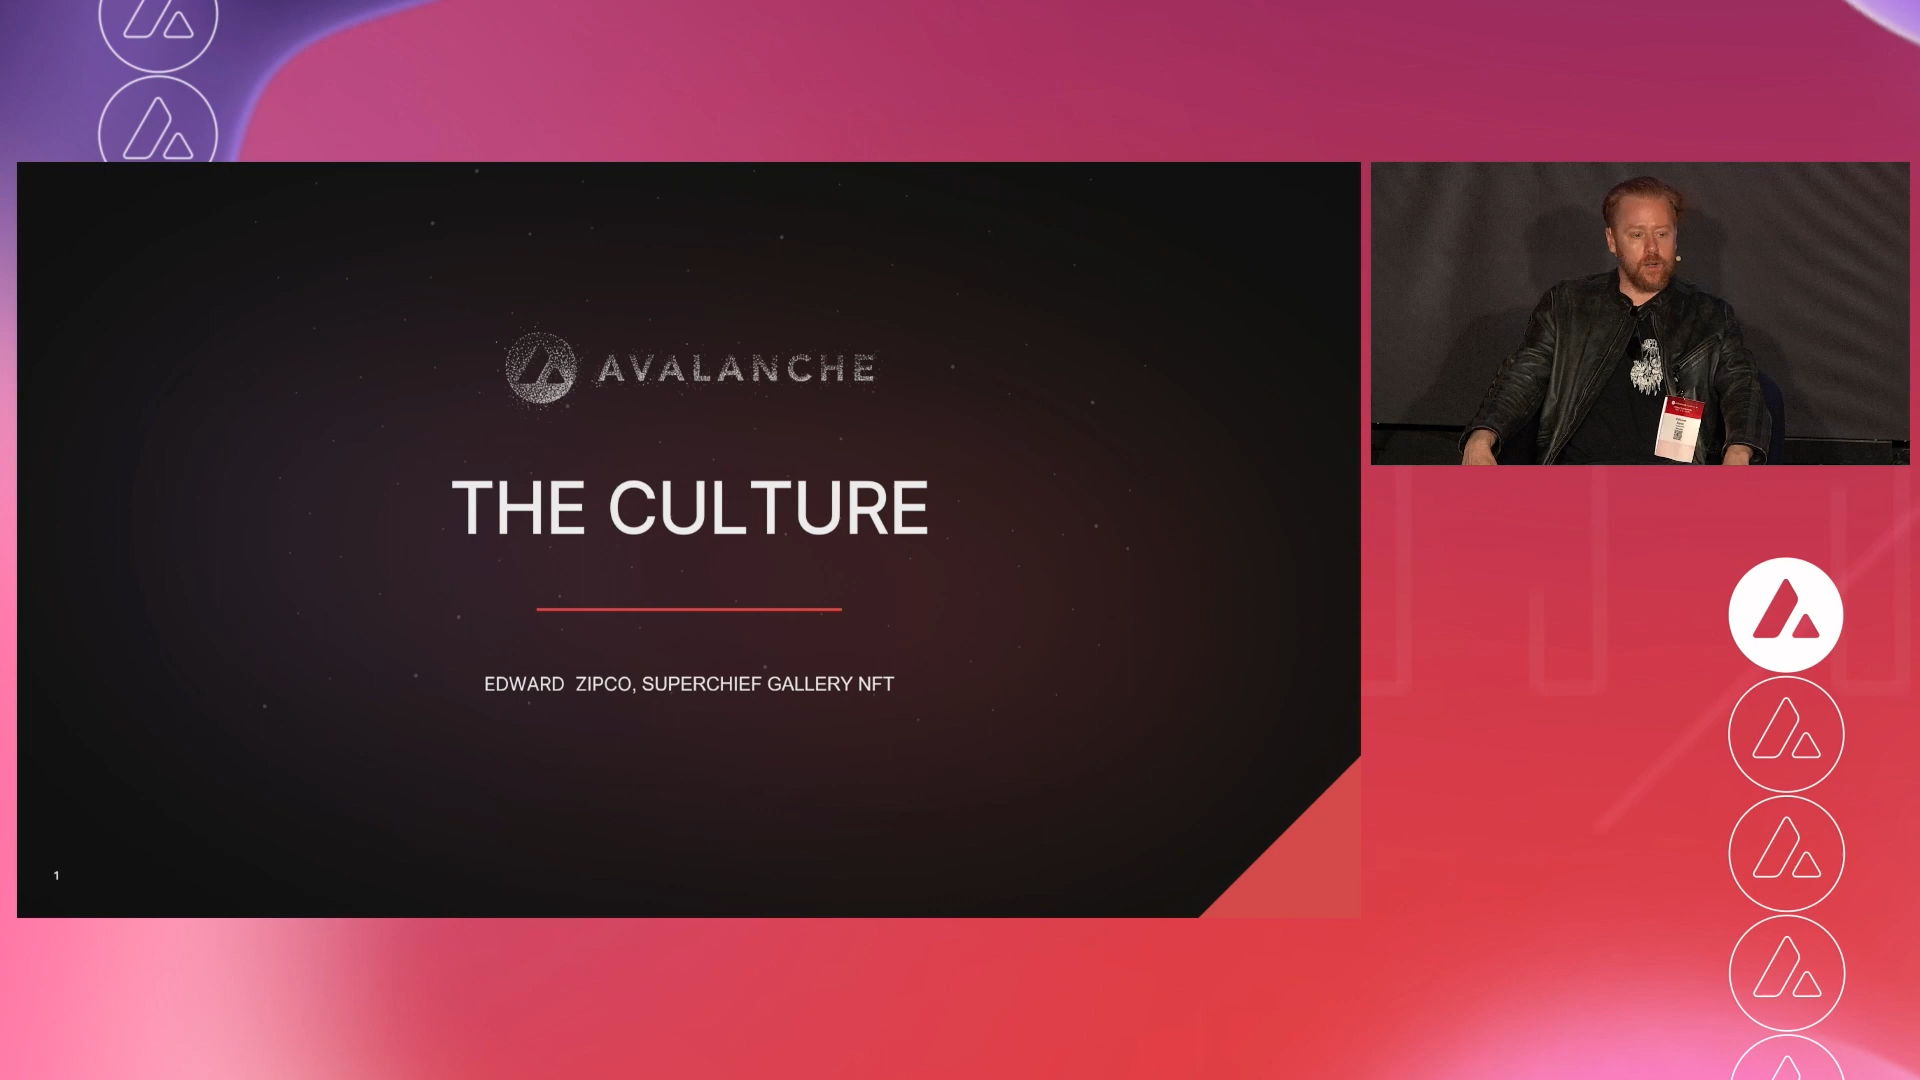 AVALANCHE
THE CULTURE
EDWARD ZIPCO, SUPERCHIEF GALLERY NFT
1